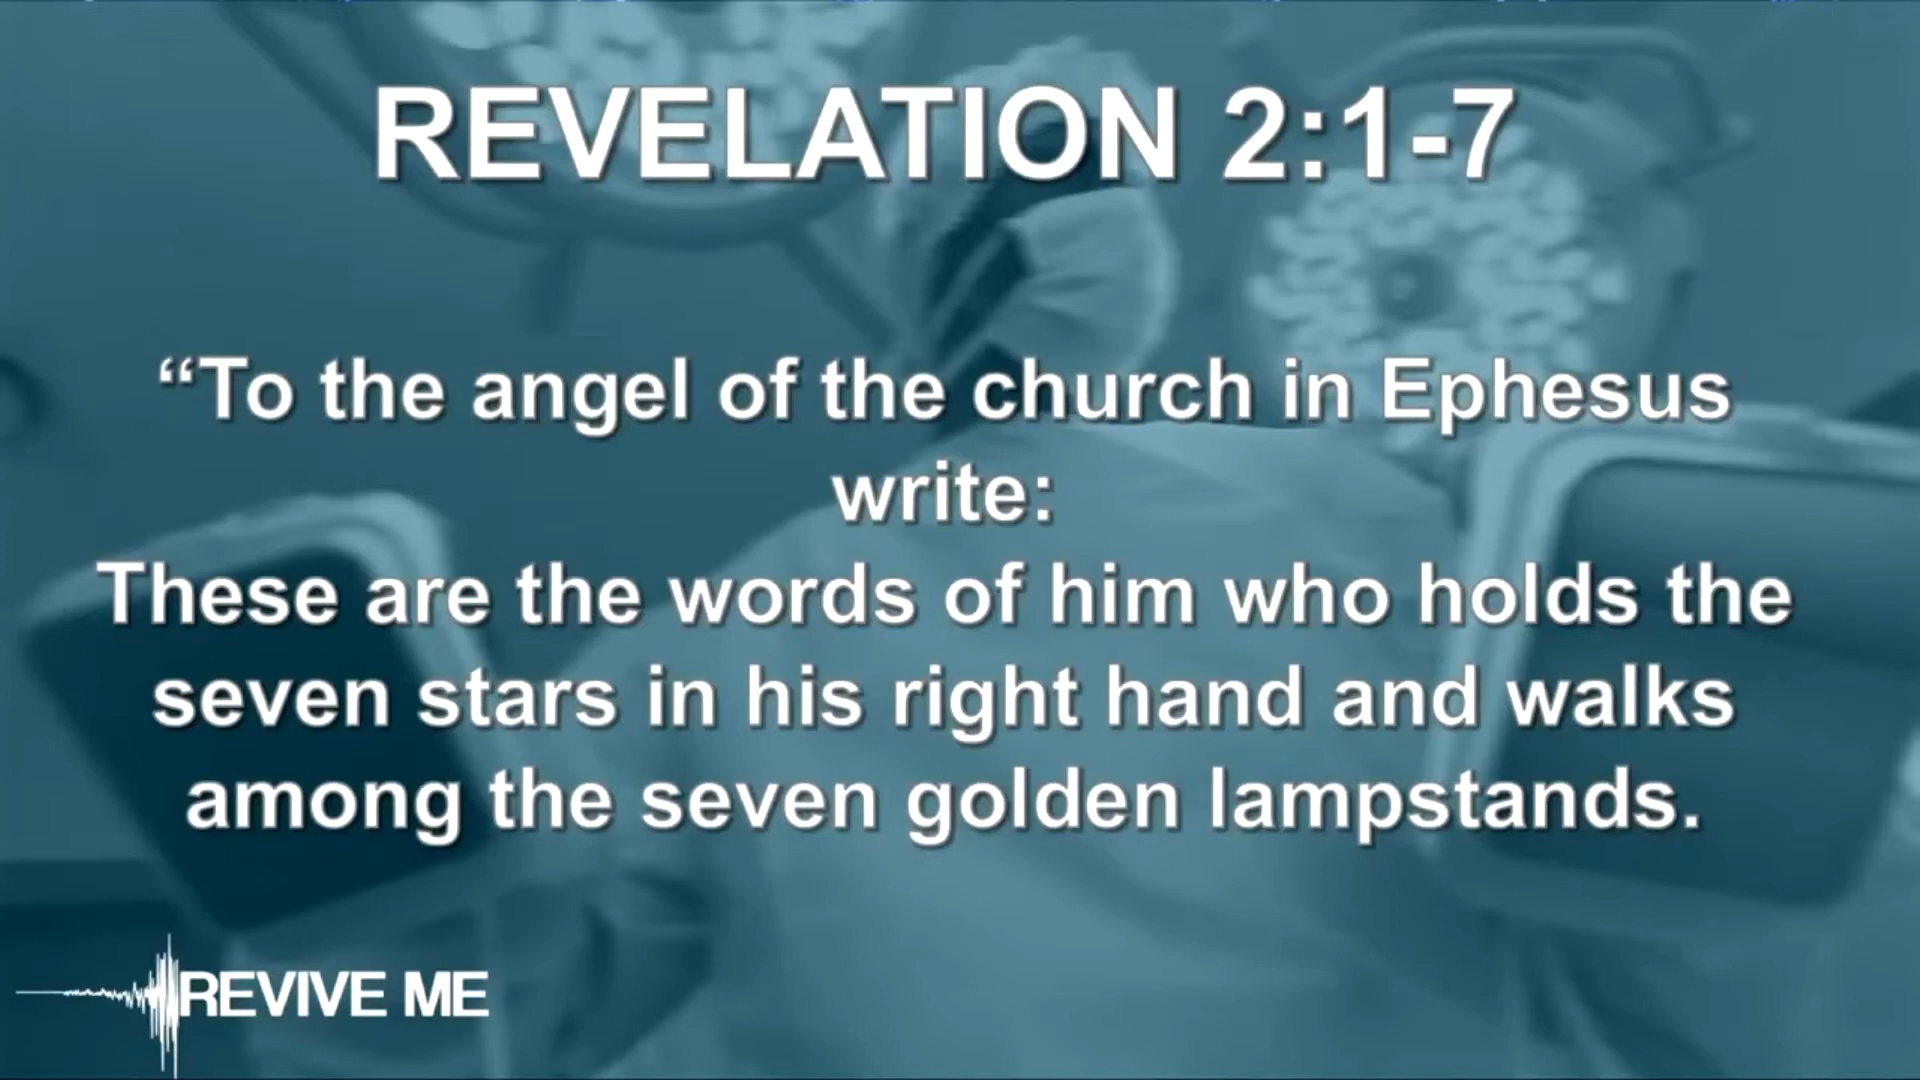 REVELATION 2:1-7
“To the angel of the church in Ephesus
write:
These are the words of him who holds the
seven stars in his right hand and walks
among the seven golden lampstands.
REVIVE ME